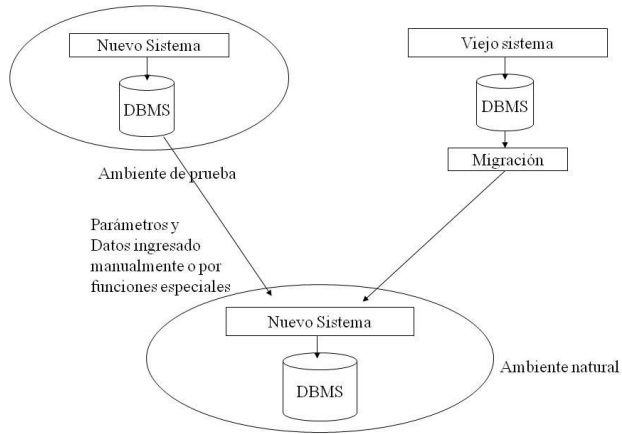 Nuevo Sistema
DBMS
Ambiente de prueba
Viejo sistema
DBMS
Migración
Parámetros y
Datos ingresado
manualmente o por
funciones especiales
Nuevo Sistema
DBMS
Ambiente natural